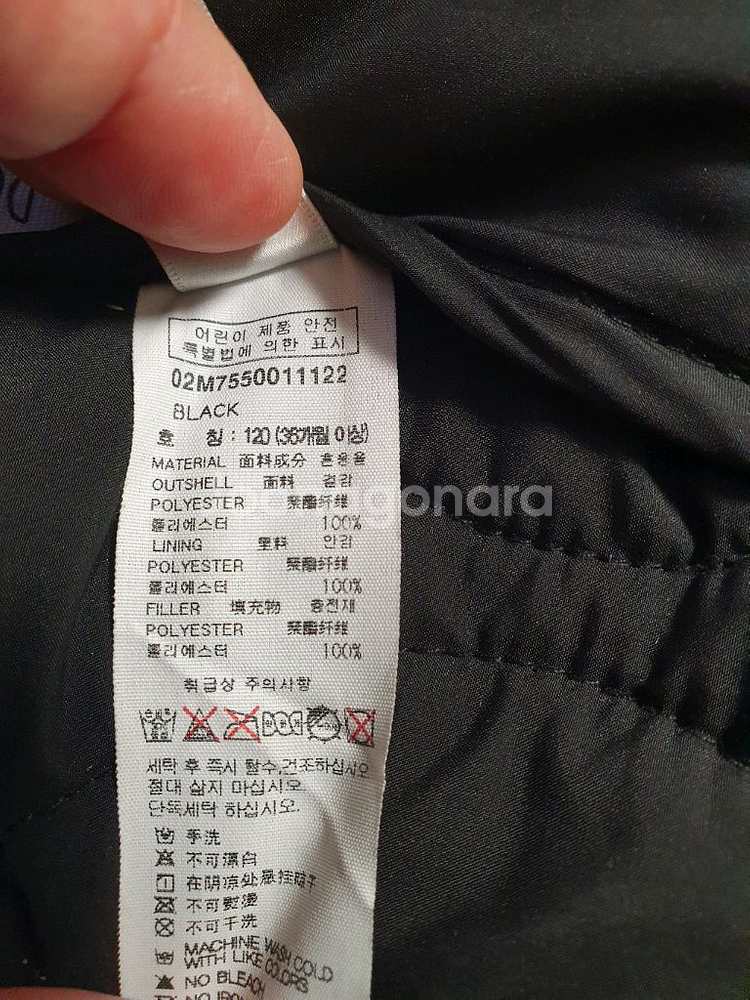 어린이 제품 안전
특별법에 의한 표시
02M7550011122
BLACK
호 칭 : 120 (36개월 이상)
MATERIAL 面料成分 혼용율
OUTSHELL 面料 겉감
POLYESTER 聚酯纤维
폴리에스터 100%
LINING 里料 안감
POLYESTER 聚酯纤维
폴리에스터 100%
FILLER 填充物 충전재
POLYESTER 聚酯纤维
폴리에스터 100%
취급상 주의사항
세탁 후 즉시 탈수,건조하십시오
절대 삶지 마십시오.
단독세탁 하십시오.
手洗
不可漂白
在阴凉处悬挂晾干
不可熨烫
不可干洗
MACHINE WASH COLD
WITH LIKE COLORS
NO BLEACH
NO IRON